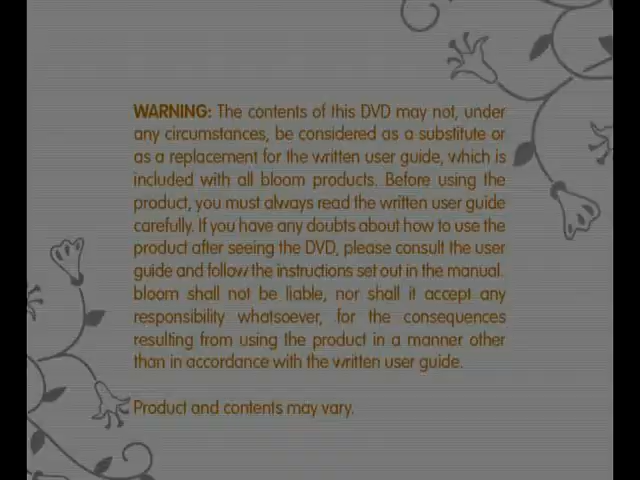 WARNING: The contents of this DVD may not, under
any circumstances, be considered as a substitute or
as a replacement for the written user guide, which is
included with all bloom products. Before using the
product, you must always read the written user guide
carefully. If you have any doubts about how to use the
product after seeing the DVD, please consult the user
guide and follow the instructions set out in the manual.
bloom shall not be liable, nor shall it accept any
responsibility whatsoever, for the consequences
resulting from using the product in a manner other
than in accordance with the written user guide.
Product and contents may vary.